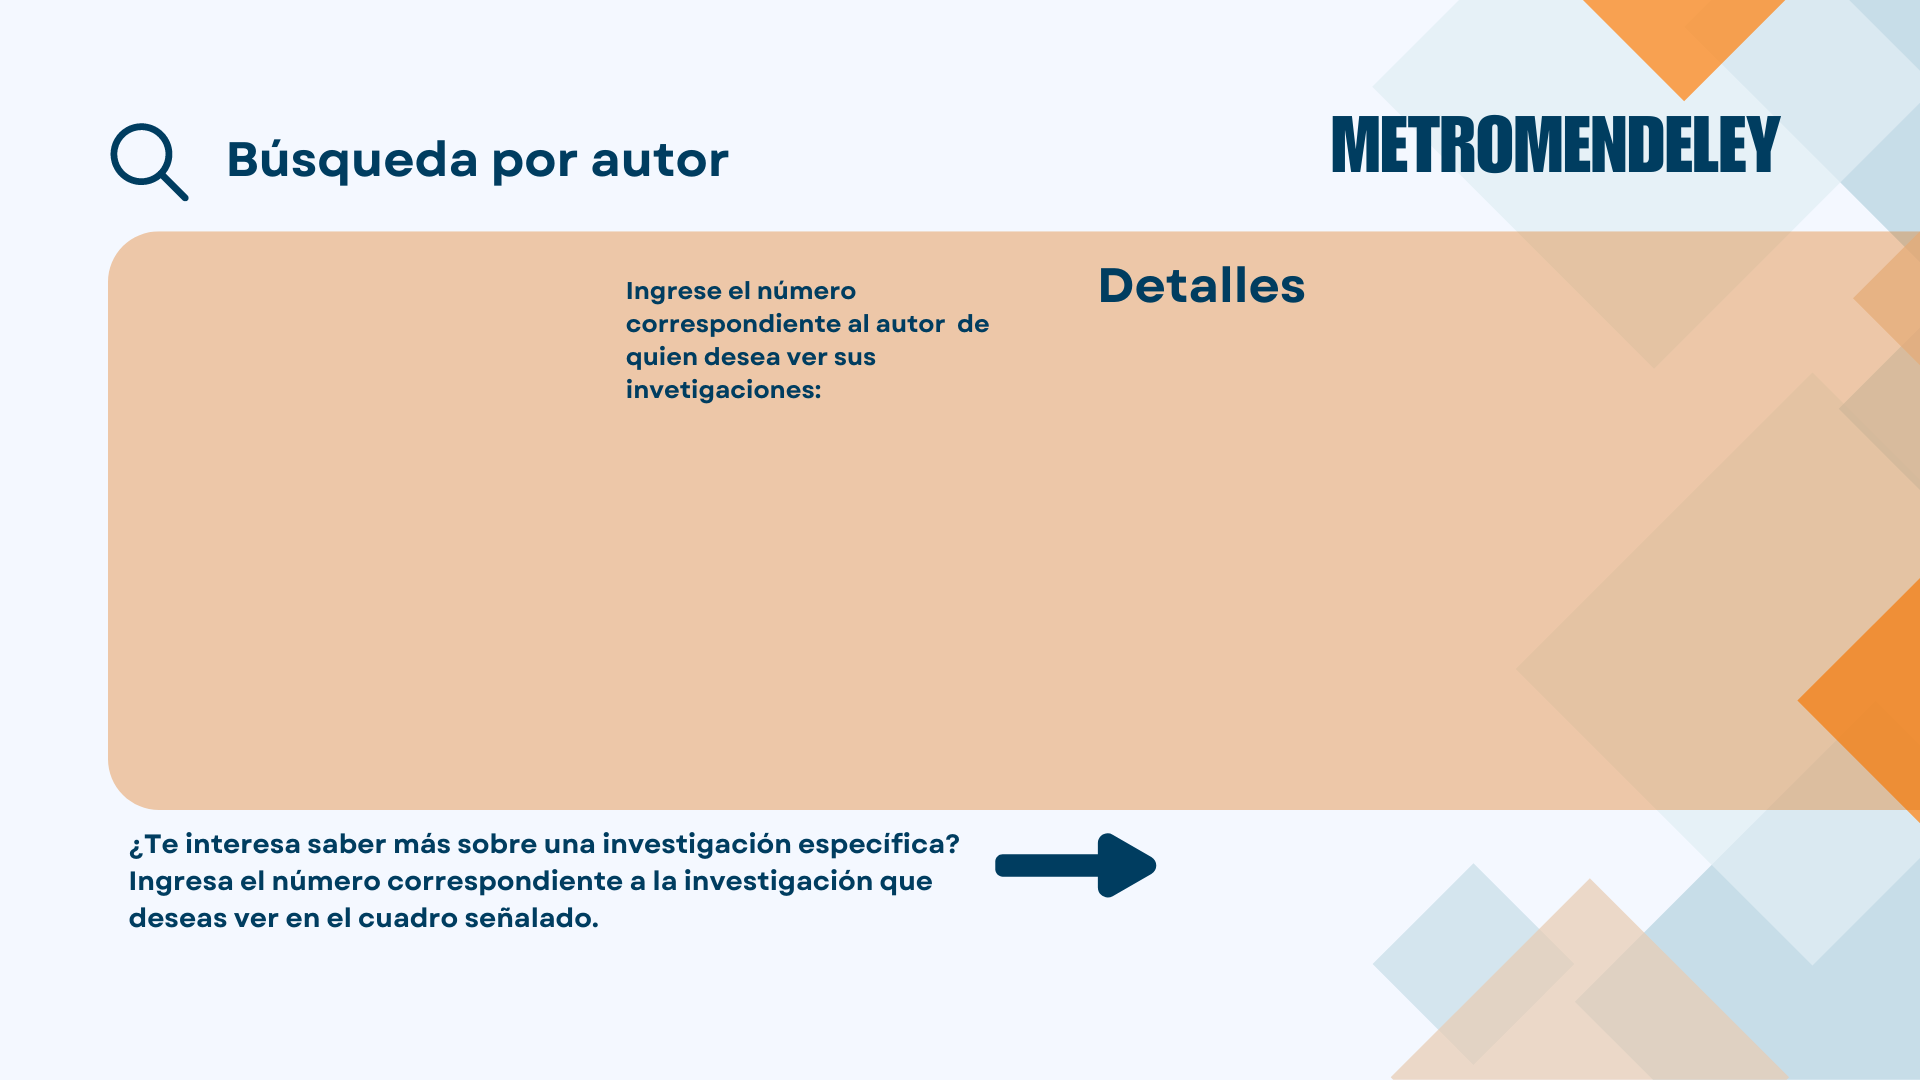 Búsqueda por autor
METROMENDELEY
Ingrese el número
correspondiente al autor  de
quien desea ver sus
invetigaciones:
Detalles
¿Te interesa saber más sobre una investigación específica?
Ingresa el número correspondiente a la investigación que
deseas ver en el cuadro señalado.